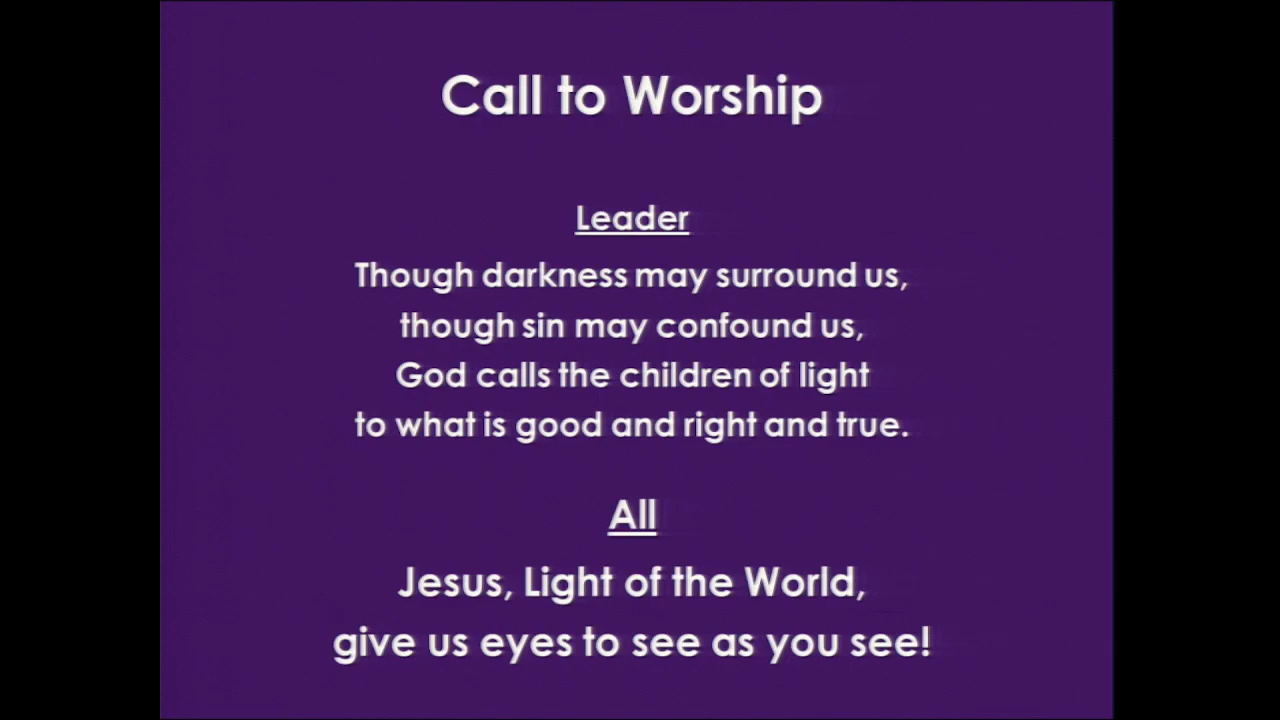 Call to Worship
Leader
Though darkness may surround us,
though sin may confound us,
God calls the children of light
to what is good and right and true.
All
Jesus, Light of the World,
give us eyes to see as you see!